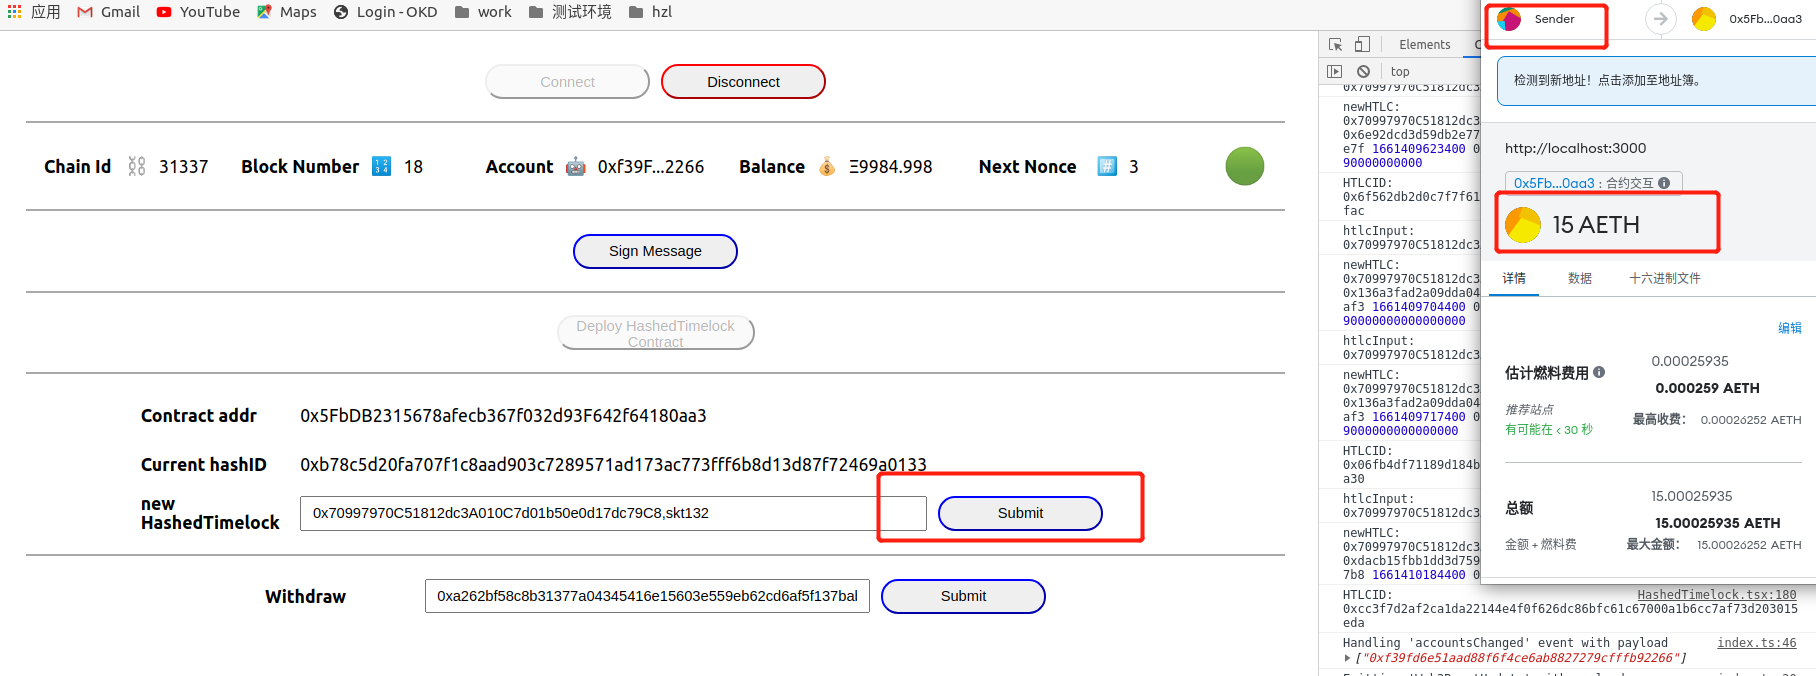 应用 Gmail YouTube Maps Login - OKD work 测试环境 hzl
Connect Disconnect
Chain Id 31337 Block Number 18 Account 0xf39F...2266 Balance Ξ9984.998 Next Nonce 3
Sign Message
Deploy HashedTimelock
Contract
Contract addr 0x5FbDB2315678afecb367f032d93F642f64180aa3
Current hashID 0xb78c5d20fa707f1c8aad903c7289571ad173ac773fff6b8d13d87f72469a0133
new
HashedTimelock 0x70997970C51812dc3A010C7d01b50e0d17dc79C8,skt132 Submit
Withdraw 0xa262bf58c8b31377a04345416e15603e559eb62cd6af5f137bal Submit
Elements
top
0x70997970C51812dc3
newHTLC:
0x70997970C51812dc3
0x6e92dcd3d59db2e77
e7f 1661409623400 0
90000000000
HTLCID:
0x6f562db2d0c7f7f61
fac
htlcInput:
0x70997970C51812dc3
newHTLC:
0x70997970C51812dc3
0x136a3fad2a09dda04
af3 1661409704400 0
90000000000000000
htlcInput:
0x70997970C51812dc3
newHTLC:
0x70997970C51812dc3
0x136a3fad2a09dda04
af3 1661409717400 0
9000000000000000
HTLCID:
0x06fb4df71189d184b
a30
htlcInput:
0x70997970C51812dc3
newHTLC:
0x70997970C51812dc3
0xdacb15fbb1dd3d759
7b8 1661410184400 0
HTLCID: HashedTimelock.tsx:180
0xcc3f7d2af2ca1da22144e4f0f626dc86bfc61c67000a1b6cc7af73d203015
eda
Handling 'accountsChanged' event with payload index.ts:46
["0xf39fd6e51aad88f6f4ce6ab8827279cfffb92266"]
Sender 0x5Fb...0aa3
检测到新地址！点击添加至地址簿。
http://localhost:3000
0x5Fb...0aa3 : 合约交互
15 AETH
详情 数据 十六进制文件
编辑
0.00025935
估计燃料费用 0.000259 AETH
推荐站点
有可能在 < 30 秒 最高收费： 0.00026252 AETH
15.00025935
总额 15.00025935 AETH
金额 + 燃料费 最大金额： 15.00026252 AETH